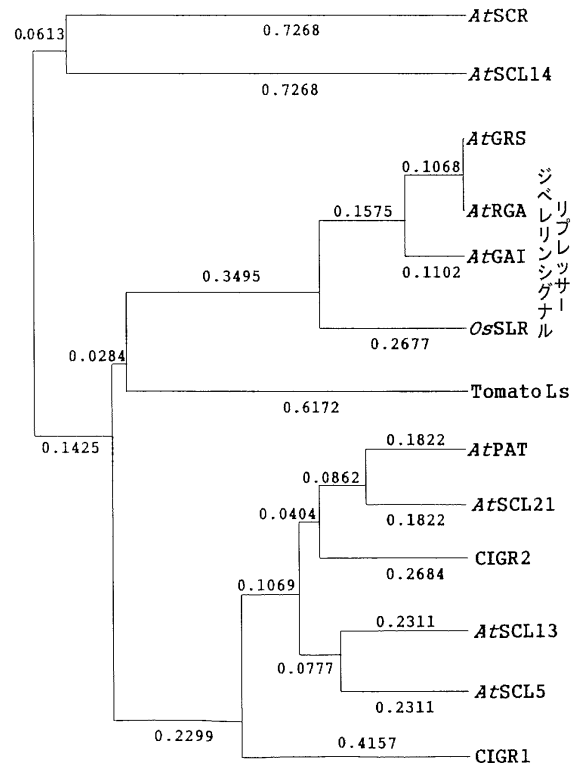 0.0613
AtSCR
0.7268
AtSCL14
0.7268
AtGRS
0.1068
AtRGA
0.1575
AtGAI
0.1102
ジベレリンシグナル
リプレッサー
0.3495
OsSLR
0.2677
0.0284
Tomato Ls
0.6172
0.1425
0.1822
AtPAT
0.0862
AtSCL21
0.1822
0.0404
CIGR2
0.2684
0.1069
0.2311
AtSCL13
0.0777
AtSCL5
0.2311
0.2299
0.4157
CIGR1